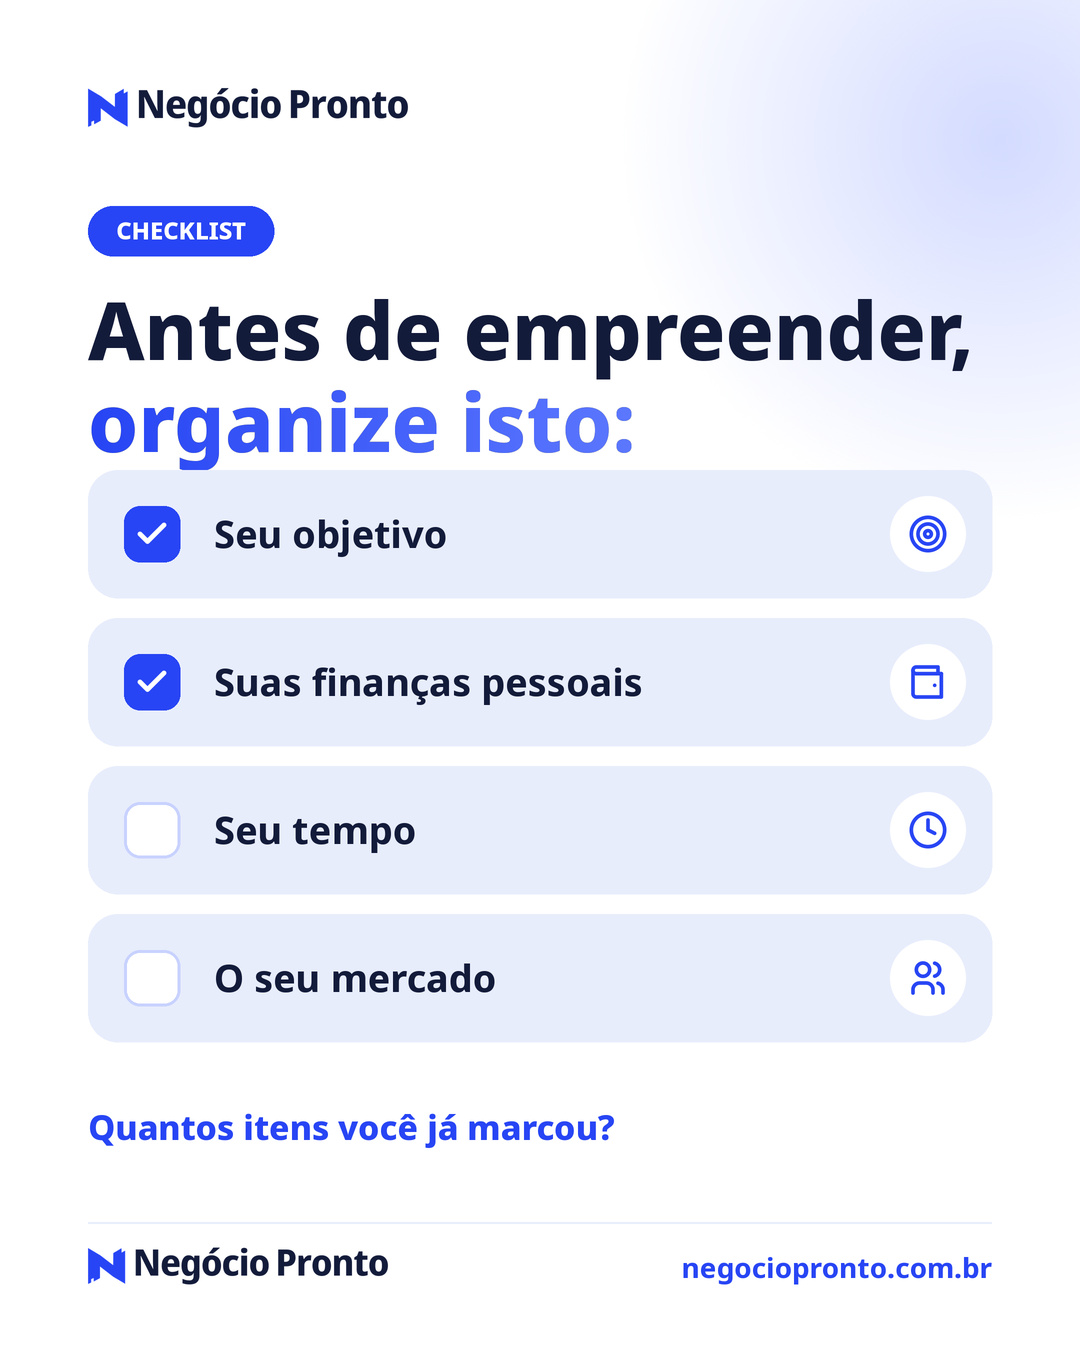 Negócio Pronto
CHECKLIST
Antes de empreender,
organize isto:
Seu objetivo
Suas finanças pessoais
Seu tempo
O seu mercado
Quantos itens você já marcou?
Negócio Pronto
negociopronto.com.br